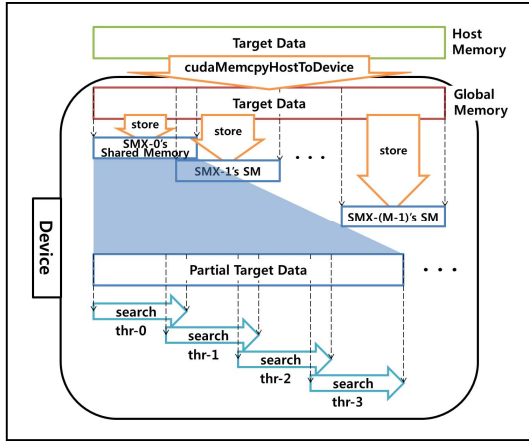 Target Data
Host
Memory
cudaMemcpyHostToDevice
Target Data
Global
Memory
store
store
store
SMX-0's
Shared Memory
SMX-1's SM
. . .
SMX-(M-1)'s SM
Device
Partial Target Data
. . .
search
thr-0
search
thr-1
search
thr-2
search
thr-3